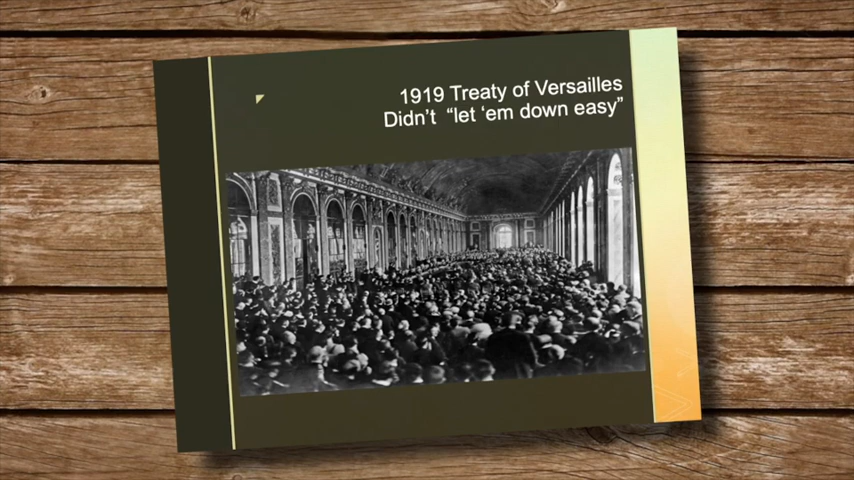 1919 Treaty of Versailles
Didn’t “let ‘em down easy”